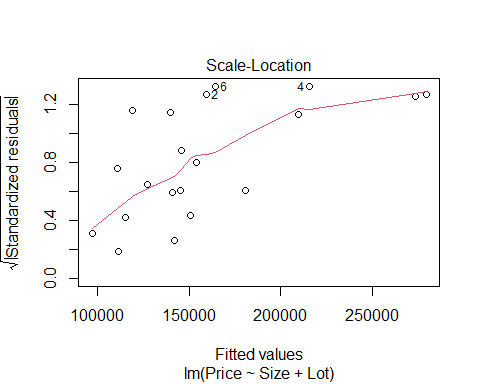 Scale-Location
√|Standardized residuals|
1.2
0.8
0.4
0.0
6
2
4
100000 150000 200000 250000
Fitted values
lm(Price ~ Size + Lot)